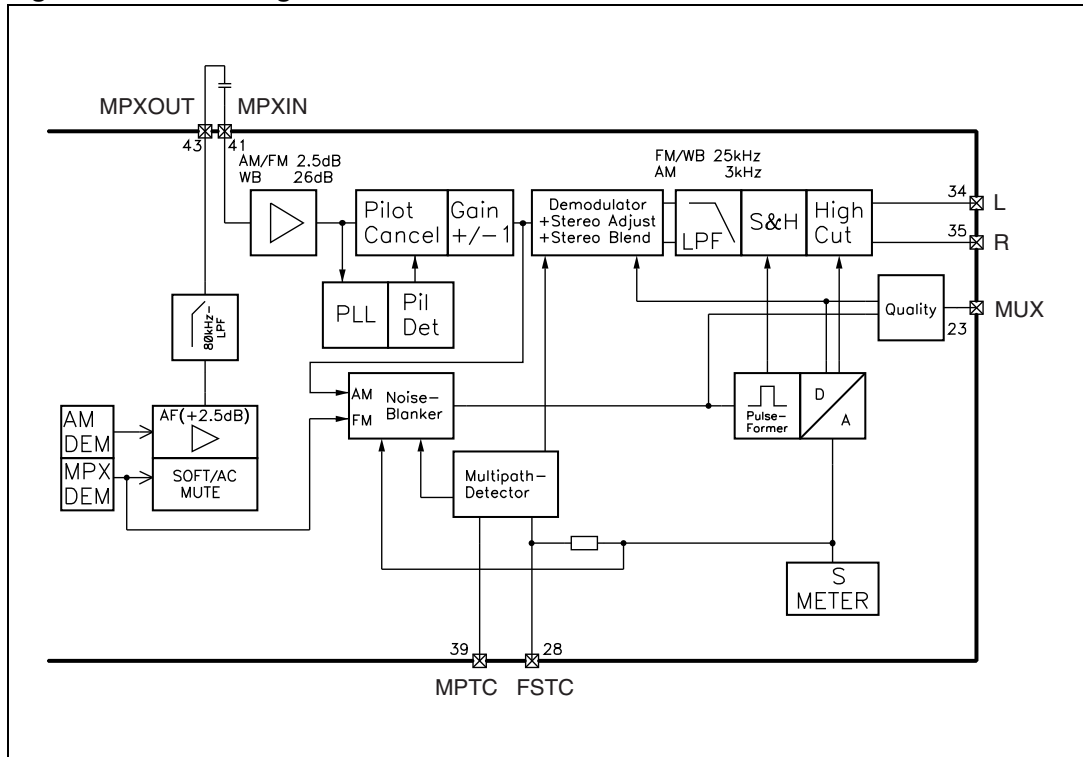 MPXOUT MPXIN
43 41
AM/FM 2.5dB
WB 26dB
FM/WB 25kHz
AM 3kHz
Pilot
Cancel
Gain
+/-1
Demodulator
+Stereo Adjust
+Stereo Blend
LPF
S&H
High
Cut
34
L
35
R
PLL
Pil
Det
Quality
23
MUX
80kHz-
LPF
AM
FM
Noise-
Blanker
Pulse-
Former
D
A
AM
DEM
AF(+2.5dB)
MPX
DEM
SOFT/AC
MUTE
Multipath-
Detector
S
METER
39 28
MPTC FSTC